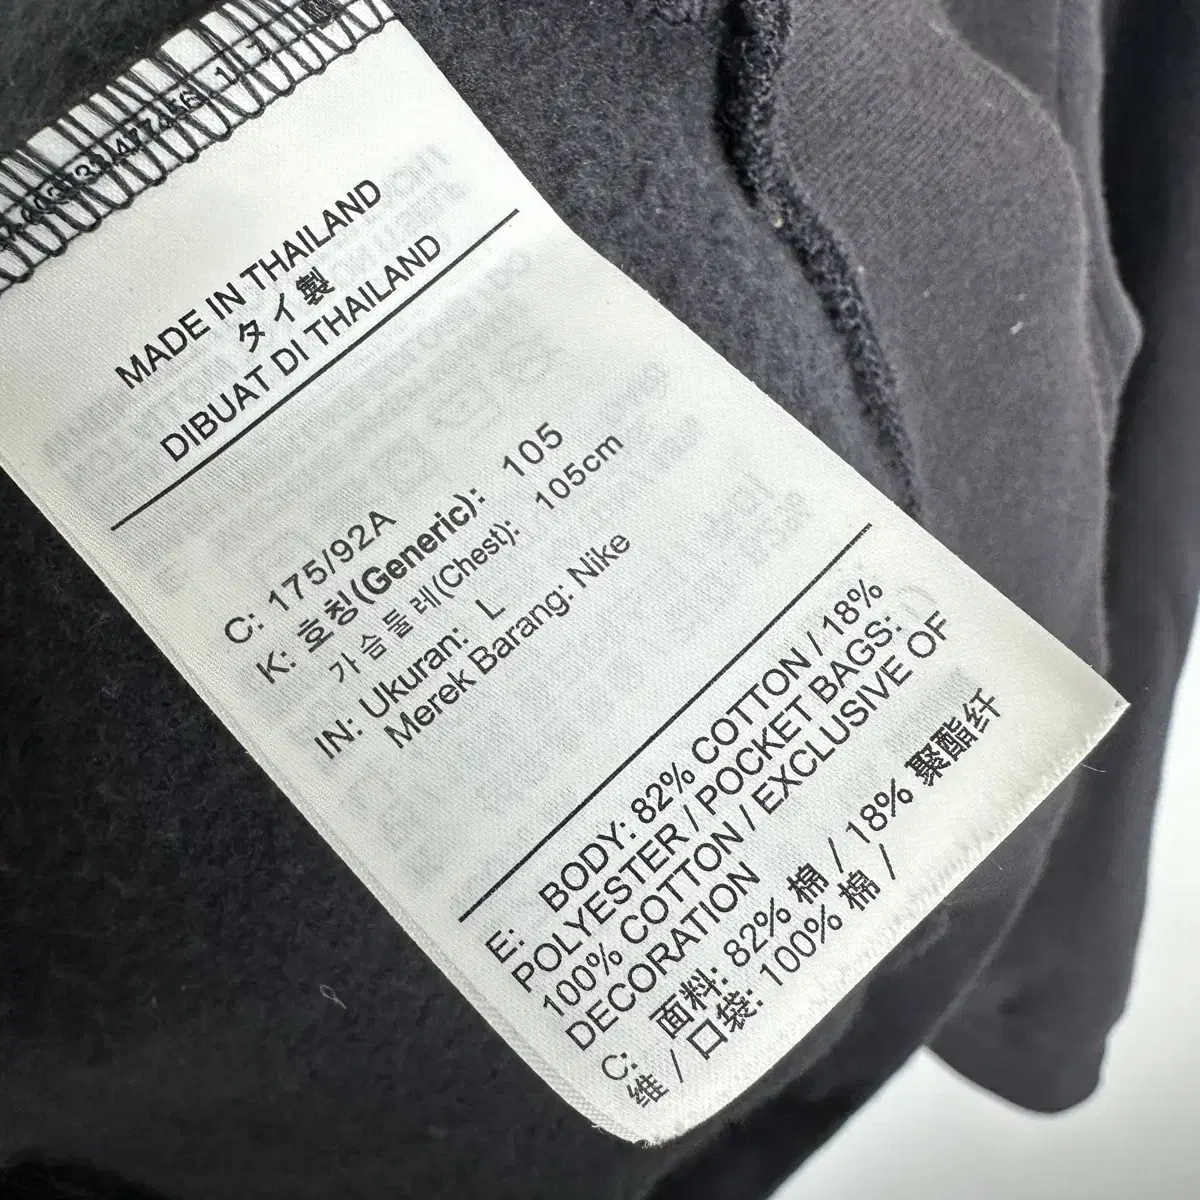 MADE IN THAILAND
タイ製
DIBUAT DI THAILAND
C: 175/92A
K: 호칭(Generic): 105
가슴둘레(Chest): 105cm
IN: Ukuran: L
Merek Barang: Nike
E: BODY: 82% COTTON / 18%
POLYESTER / POCKET BAGS:
100% COTTON / EXCLUSIVE OF
DECORATION
C: 面料: 82% 棉 / 18% 聚酯纤
维 / 口袋: 100% 棉 /